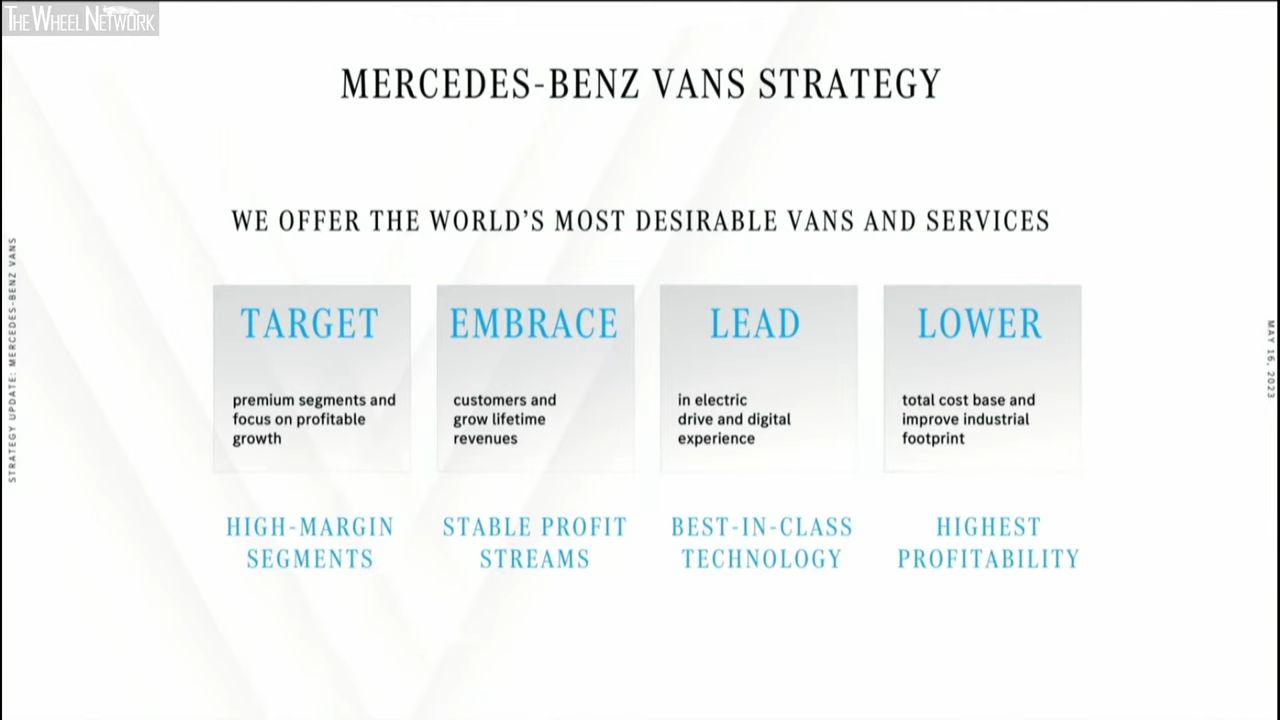 THE WHEEL NETWORK
MERCEDES-BENZ VANS STRATEGY
WE OFFER THE WORLD'S MOST DESIRABLE VANS AND SERVICES
TARGET
premium segments and
focus on profitable
growth
HIGH-MARGIN
SEGMENTS
EMBRACE
customers and
grow lifetime
revenues
STABLE PROFIT
STREAMS
LEAD
in electric
drive and digital
experience
BEST-IN-CLASS
TECHNOLOGY
LOWER
total cost base and
improve industrial
footprint
HIGHEST
PROFITABILITY
STRATEGY UPDATE: MERCEDES-BENZ VANS
MAY 16, 2023